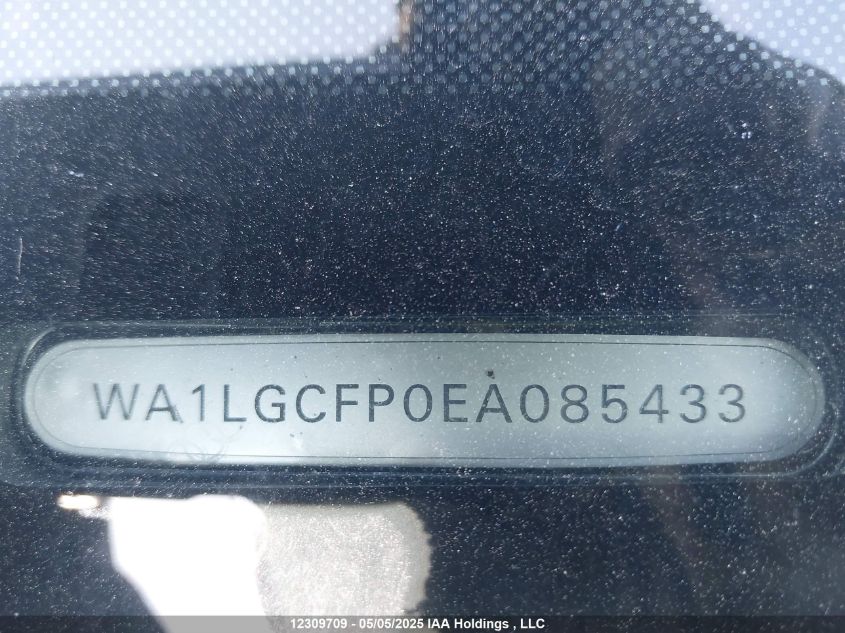 WA1LGCFP0EA085433
12309709 - 05/05/2025 IAA Holdings , LLC